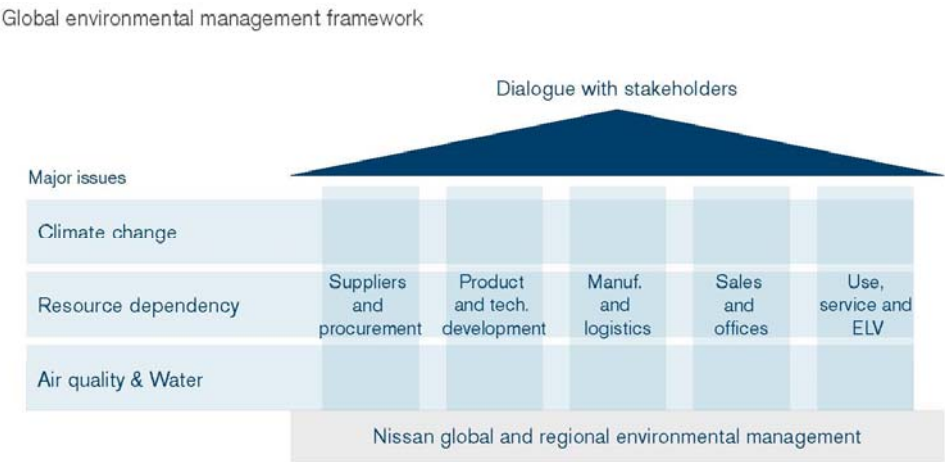 Global environmental management framework
Dialogue with stakeholders
Major issues
Climate change
Resource dependency
Air quality & Water
Suppliers
and
procurement
Product
and tech.
development
Manuf.
and
logistics
Sales
and
offices
Use,
service and
ELV
Nissan global and regional environmental management